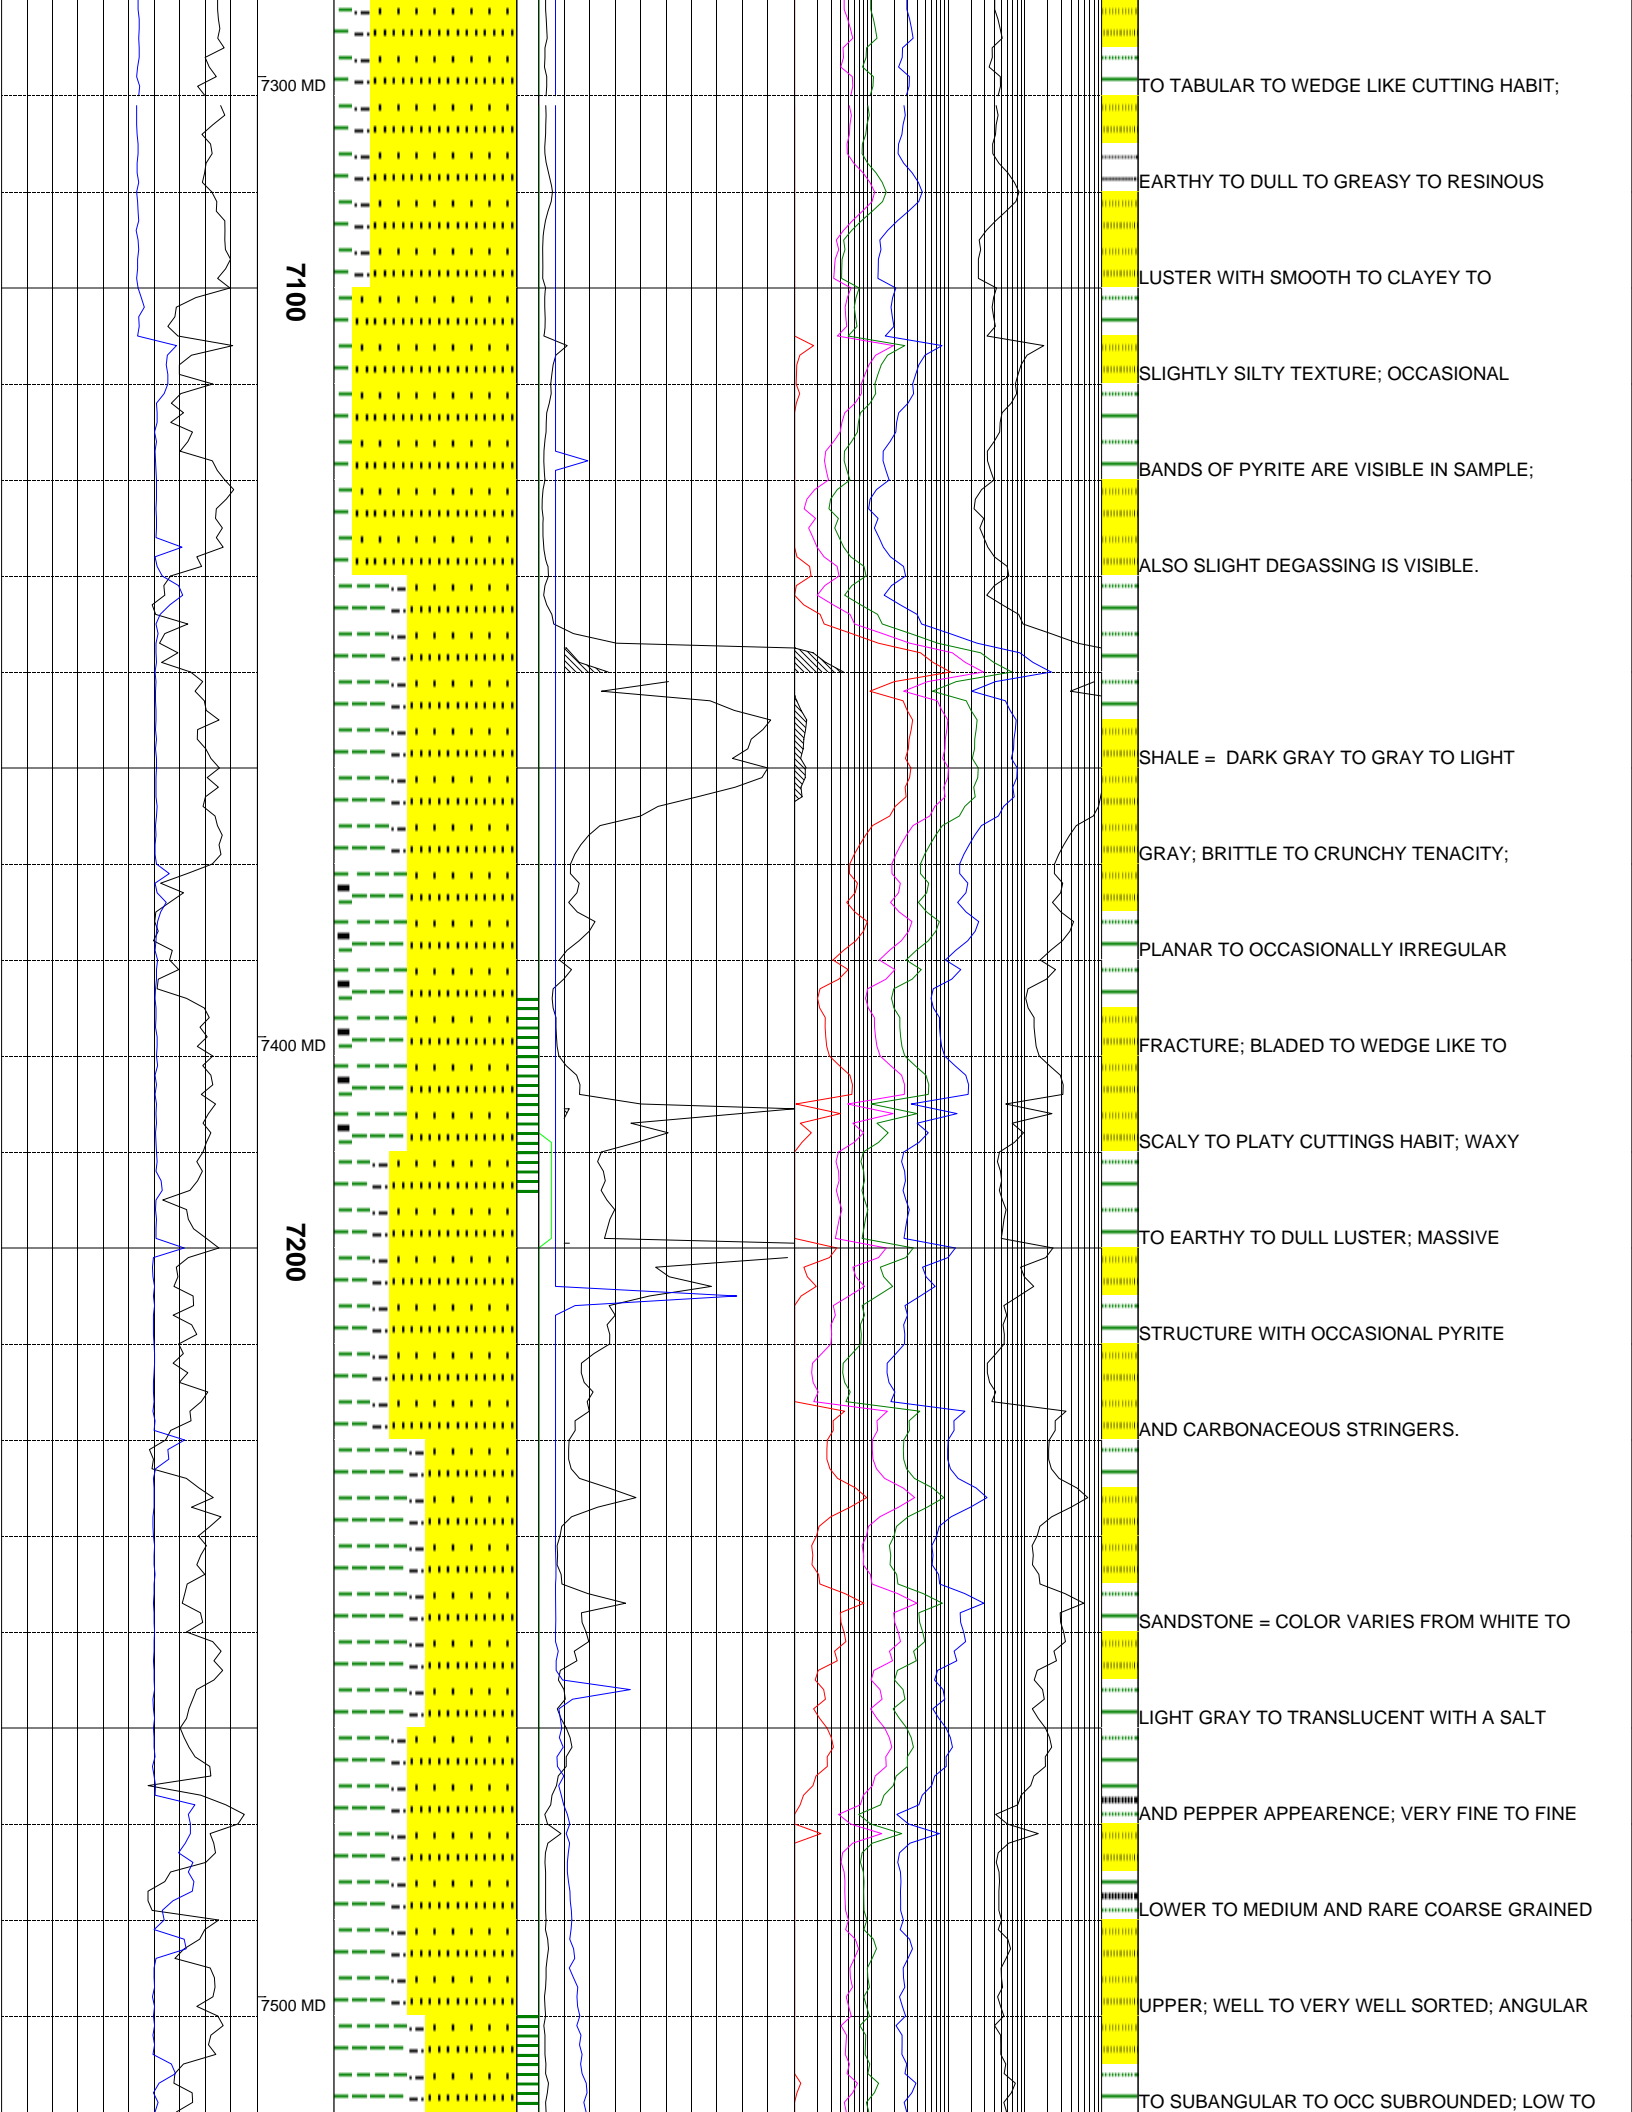 7300 MD
TO TABULAR TO WEDGE LIKE CUTTING HABIT;
EARTHY TO DULL TO GREASY TO RESINOUS
7100
LUSTER WITH SMOOTH TO CLAYEY TO
SLIGHTLY SILTY TEXTURE; OCCASIONAL
BANDS OF PYRITE ARE VISIBLE IN SAMPLE;
ALSO SLIGHT DEGASSING IS VISIBLE.
SHALE =  DARK GRAY TO GRAY TO LIGHT
GRAY; BRITTLE TO CRUNCHY TENACITY;
PLANAR TO OCCASIONALLY IRREGULAR
7400 MD
FRACTURE; BLADED TO WEDGE LIKE TO
SCALY TO PLATY CUTTINGS HABIT; WAXY
7200
TO EARTHY TO DULL LUSTER; MASSIVE
STRUCTURE WITH OCCASIONAL PYRITE
AND CARBONACEOUS STRINGERS.
SANDSTONE = COLOR VARIES FROM WHITE TO
LIGHT GRAY TO TRANSLUCENT WITH A SALT
AND PEPPER APPEARENCE; VERY FINE TO FINE
LOWER TO MEDIUM AND RARE COARSE GRAINED
7500 MD
UPPER; WELL TO VERY WELL SORTED; ANGULAR
TO SUBANGULAR TO OCC SUBROUNDED; LOW TO